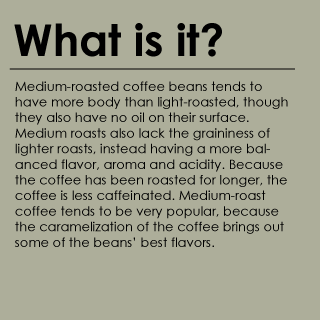 What is it?
Medium-roasted coffee beans tends to
have more body than light-roasted, though
they also have no oil on their surface.
Medium roasts also lack the graininess of
lighter roasts, instead having a more bal-
anced flavor, aroma and acidity. Because
the coffee has been roasted for longer, the
coffee is less caffeinated. Medium-roast
coffee tends to be very popular, because
the caramelization of the coffee brings out
some of the beans’ best flavors.